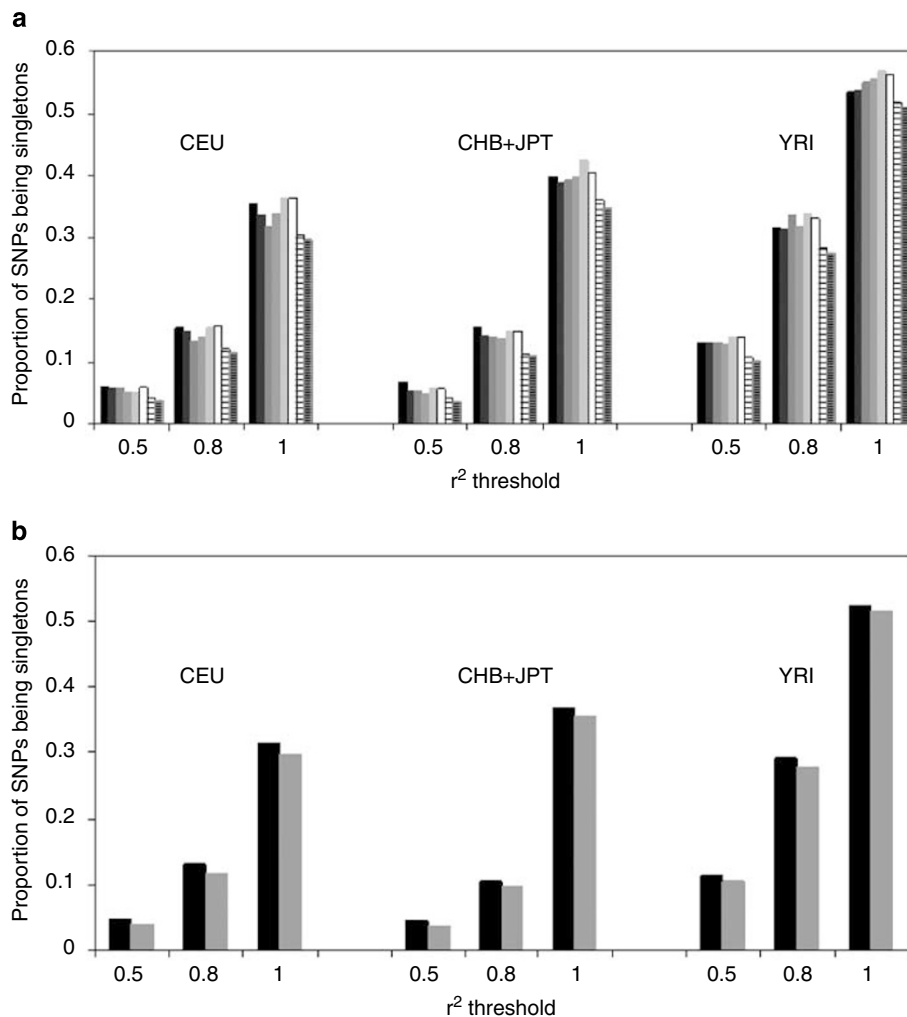 a
Proportion of SNPs being singletons
0.6
0.5
0.4
0.3
0.2
0.1
0
CEU
CHB+JPT
YRI
0.5 0.8 1 0.5 0.8 1 0.5 0.8 1
r² threshold
b
Proportion of SNPs being singletons
0.6
0.5
0.4
0.3
0.2
0.1
0
CEU
CHB+JPT
YRI
0.5 0.8 1 0.5 0.8 1 0.5 0.8 1
r² threshold